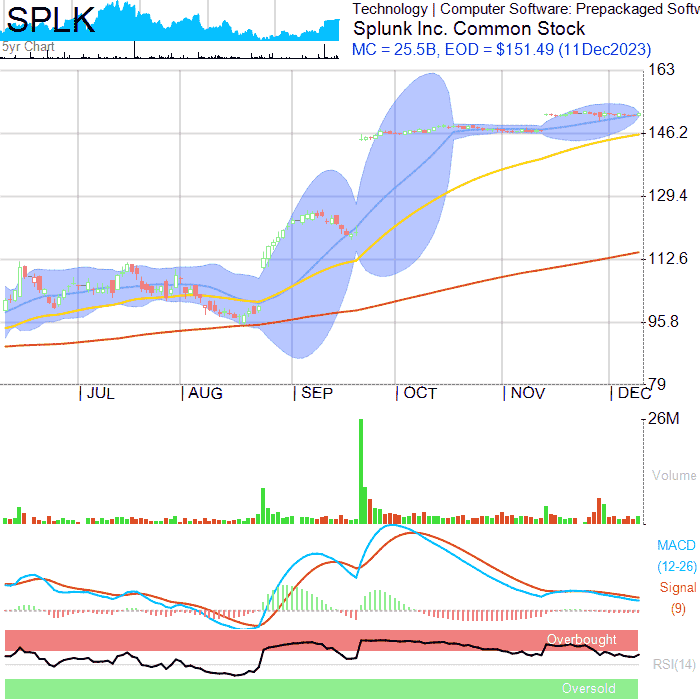 SPLK
5yr Chart
Technology | Computer Software: Prepackaged Softw
Splunk Inc. Common Stock
MC = 25.5B, EOD = $151.49 (11Dec2023)
163
146.2
129.4
112.6
95.8
79
JUL
AUG
SEP
OCT
NOV
DEC
26M
Volume
MACD
(12-26)
Signal
(9)
Overbought
RSI(14)
Oversold